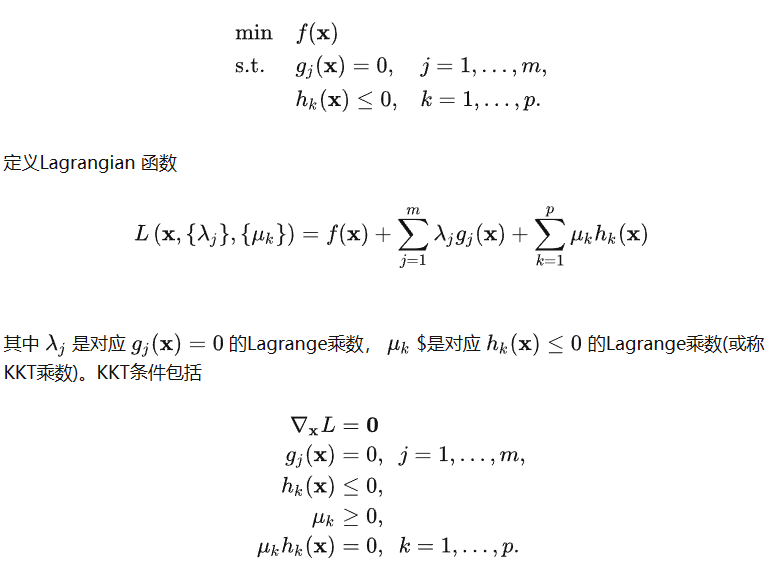 min f(x)
s.t. g_j(x) = 0, j = 1, . . . , m,
h_k(x) ≤ 0, k = 1, . . . , p.
定义Lagrangian 函数
L (x, {λ_j}, {μ_k}) = f(x) + ∑_{j=1}^{m} λ_j g_j(x) + ∑_{k=1}^{p} μ_k h_k(x)
其中 λ_j 是对应 g_j(x) = 0 的Lagrange乘数， μ_k $是对应 h_k(x) ≤ 0 的Lagrange乘数(或称
KKT乘数)。KKT条件包括
∇_x L = 0
g_j(x) = 0, j = 1, . . . , m,
h_k(x) ≤ 0,
μ_k ≥ 0,
μ_k h_k(x) = 0, k = 1, . . . , p.